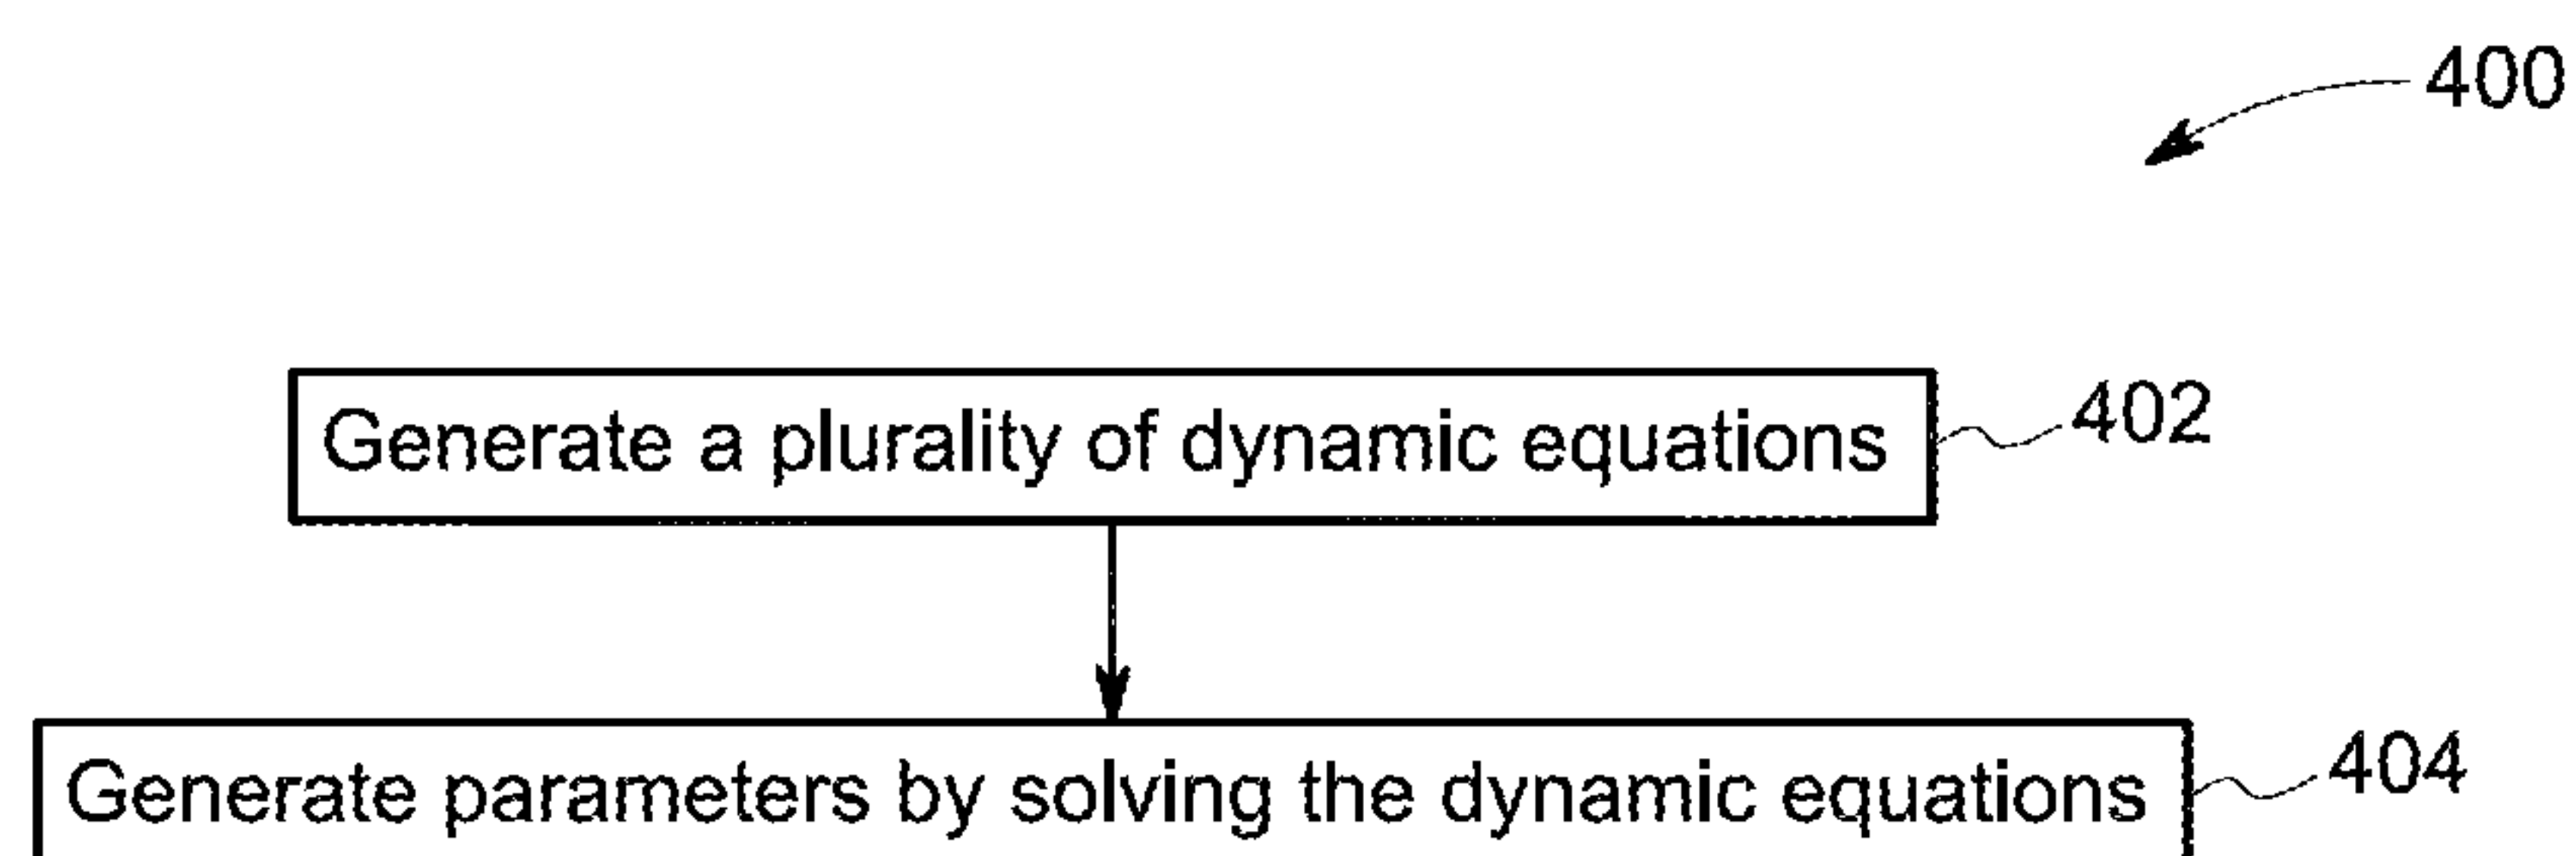 400
Generate a plurality of dynamic equations
402
Generate parameters by solving the dynamic equations
404